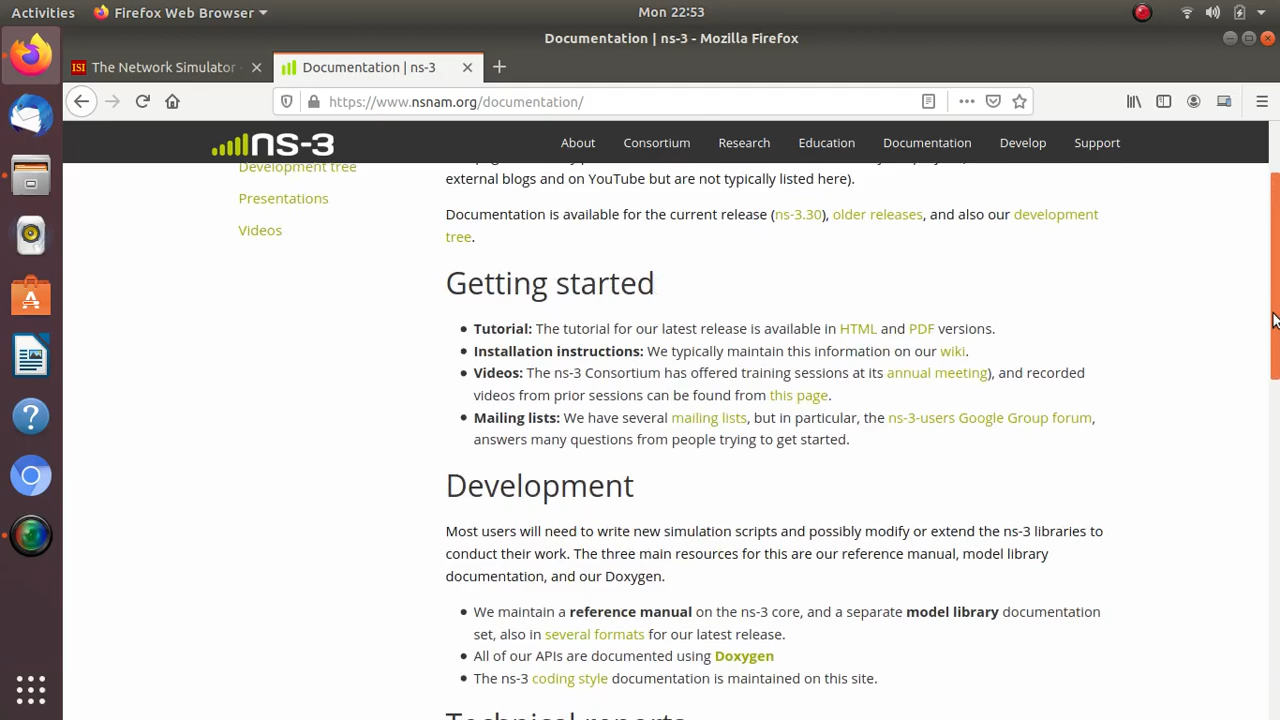 Activities Firefox Web Browser Mon 22:53
Documentation | ns-3 - Mozilla Firefox
ISI The Network Simulator Documentation | ns-3
https://www.nsnam.org/documentation/
NS-3 About Consortium Research Education Documentation Develop Support
Development tree
Presentations
Videos
external blogs and on YouTube but are not typically listed here).
Documentation is available for the current release (ns-3.30), older releases, and also our development
tree.
Getting started
• Tutorial: The tutorial for our latest release is available in HTML and PDF versions.
• Installation instructions: We typically maintain this information on our wiki.
• Videos: The ns-3 Consortium has offered training sessions at its annual meeting), and recorded
videos from prior sessions can be found from this page.
• Mailing lists: We have several mailing lists, but in particular, the ns-3-users Google Group forum,
answers many questions from people trying to get started.
Development
Most users will need to write new simulation scripts and possibly modify or extend the ns-3 libraries to
conduct their work. The three main resources for this are our reference manual, model library
documentation, and our Doxygen.
• We maintain a reference manual on the ns-3 core, and a separate model library documentation
set, also in several formats for our latest release.
• All of our APIs are documented using Doxygen
• The ns-3 coding style documentation is maintained on this site.
Technical reports